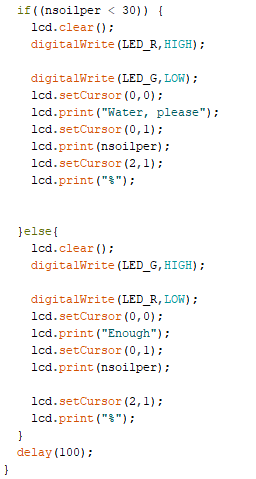 if((nsoilper < 30)) {
lcd.clear();
digitalWrite(LED_R,HIGH);
digitalWrite(LED_G,LOW);
lcd.setCursor(0,0);
lcd.print("Water, please");
lcd.setCursor(0,1);
lcd.print(nsoilper);
lcd.setCursor(2,1);
lcd.print("%");
}else{
lcd.clear();
digitalWrite(LED_G,HIGH);
digitalWrite(LED_R,LOW);
lcd.setCursor(0,0);
lcd.print("Enough");
lcd.setCursor(0,1);
lcd.print(nsoilper);
lcd.setCursor(2,1);
lcd.print("%");
}
delay(100);
}